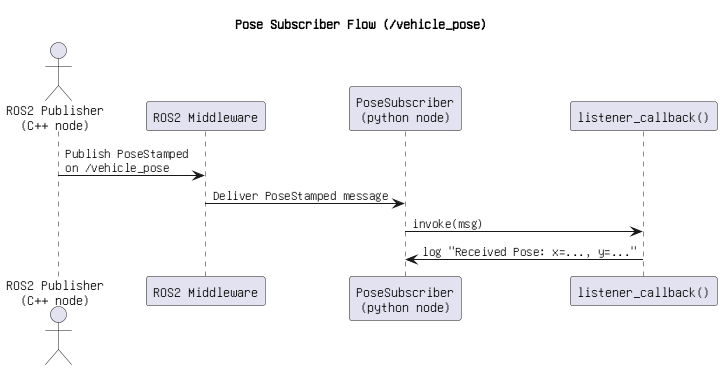 Pose Subscriber Flow (/vehicle_pose)
ROS2 Publisher
(C++ node)
ROS2 Middleware
PoseSubscriber
(python node)
listener_callback()
Publish PoseStamped
on /vehicle_pose
Deliver PoseStamped message
invoke(msg)
log "Received Pose: x=..., y=..."
ROS2 Publisher
(C++ node)
ROS2 Middleware
PoseSubscriber
(python node)
listener_callback()